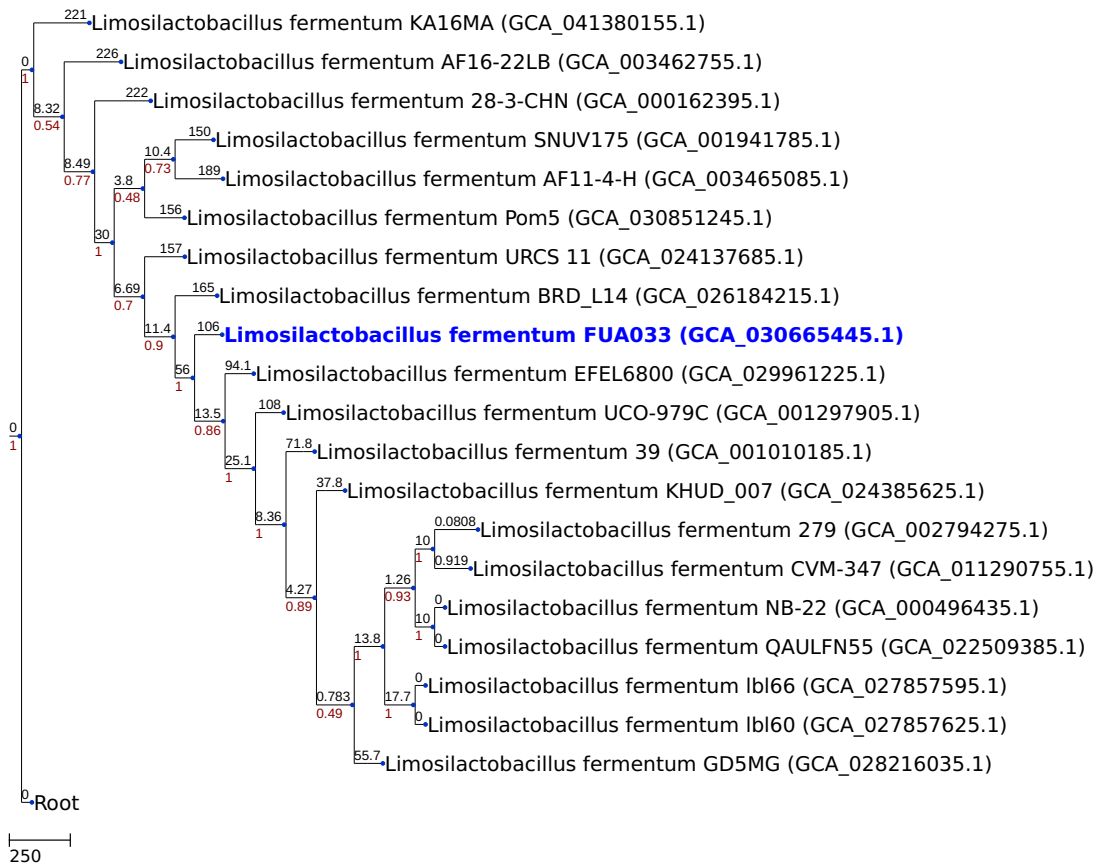 221 Limosilactobacillus fermentum KA16MA (GCA_041380155.1)
0
226 Limosilactobacillus fermentum AF16-22LB (GCA_003462755.1)
1
222 Limosilactobacillus fermentum 28-3-CHN (GCA_000162395.1)
8.32
0.54
150 Limosilactobacillus fermentum SNUV175 (GCA_001941785.1)
10.4
8.49
0.73
189 Limosilactobacillus fermentum AF11-4-H (GCA_003465085.1)
0.77
3.8
0.48
156 Limosilactobacillus fermentum Pom5 (GCA_030851245.1)
30
1
157 Limosilactobacillus fermentum URCS 11 (GCA_024137685.1)
6.69
165 Limosilactobacillus fermentum BRD_L14 (GCA_026184215.1)
0.7
11.4
106 Limosilactobacillus fermentum FUA033 (GCA_030665445.1)
0.9
56
94.1 Limosilactobacillus fermentum EFEL6800 (GCA_029961225.1)
1
13.5
108 Limosilactobacillus fermentum UCO-979C (GCA_001297905.1)
0.86
0
1
71.8 Limosilactobacillus fermentum 39 (GCA_001010185.1)
25.1
1
37.8 Limosilactobacillus fermentum KHUD_007 (GCA_024385625.1)
8.36
1
0.0808 Limosilactobacillus fermentum 279 (GCA_002794275.1)
10
1
0.919 Limosilactobacillus fermentum CVM-347 (GCA_011290755.1)
1.26
4.27
0.93
0.89
0 Limosilactobacillus fermentum NB-22 (GCA_000496435.1)
10
1
13.8
0 Limosilactobacillus fermentum QAULFN55 (GCA_022509385.1)
1
0 Limosilactobacillus fermentum lbl66 (GCA_027857595.1)
0.783
17.7
0.49
1
0 Limosilactobacillus fermentum lbl60 (GCA_027857625.1)
55.7 Limosilactobacillus fermentum GD5MG (GCA_028216035.1)
0 Root
250